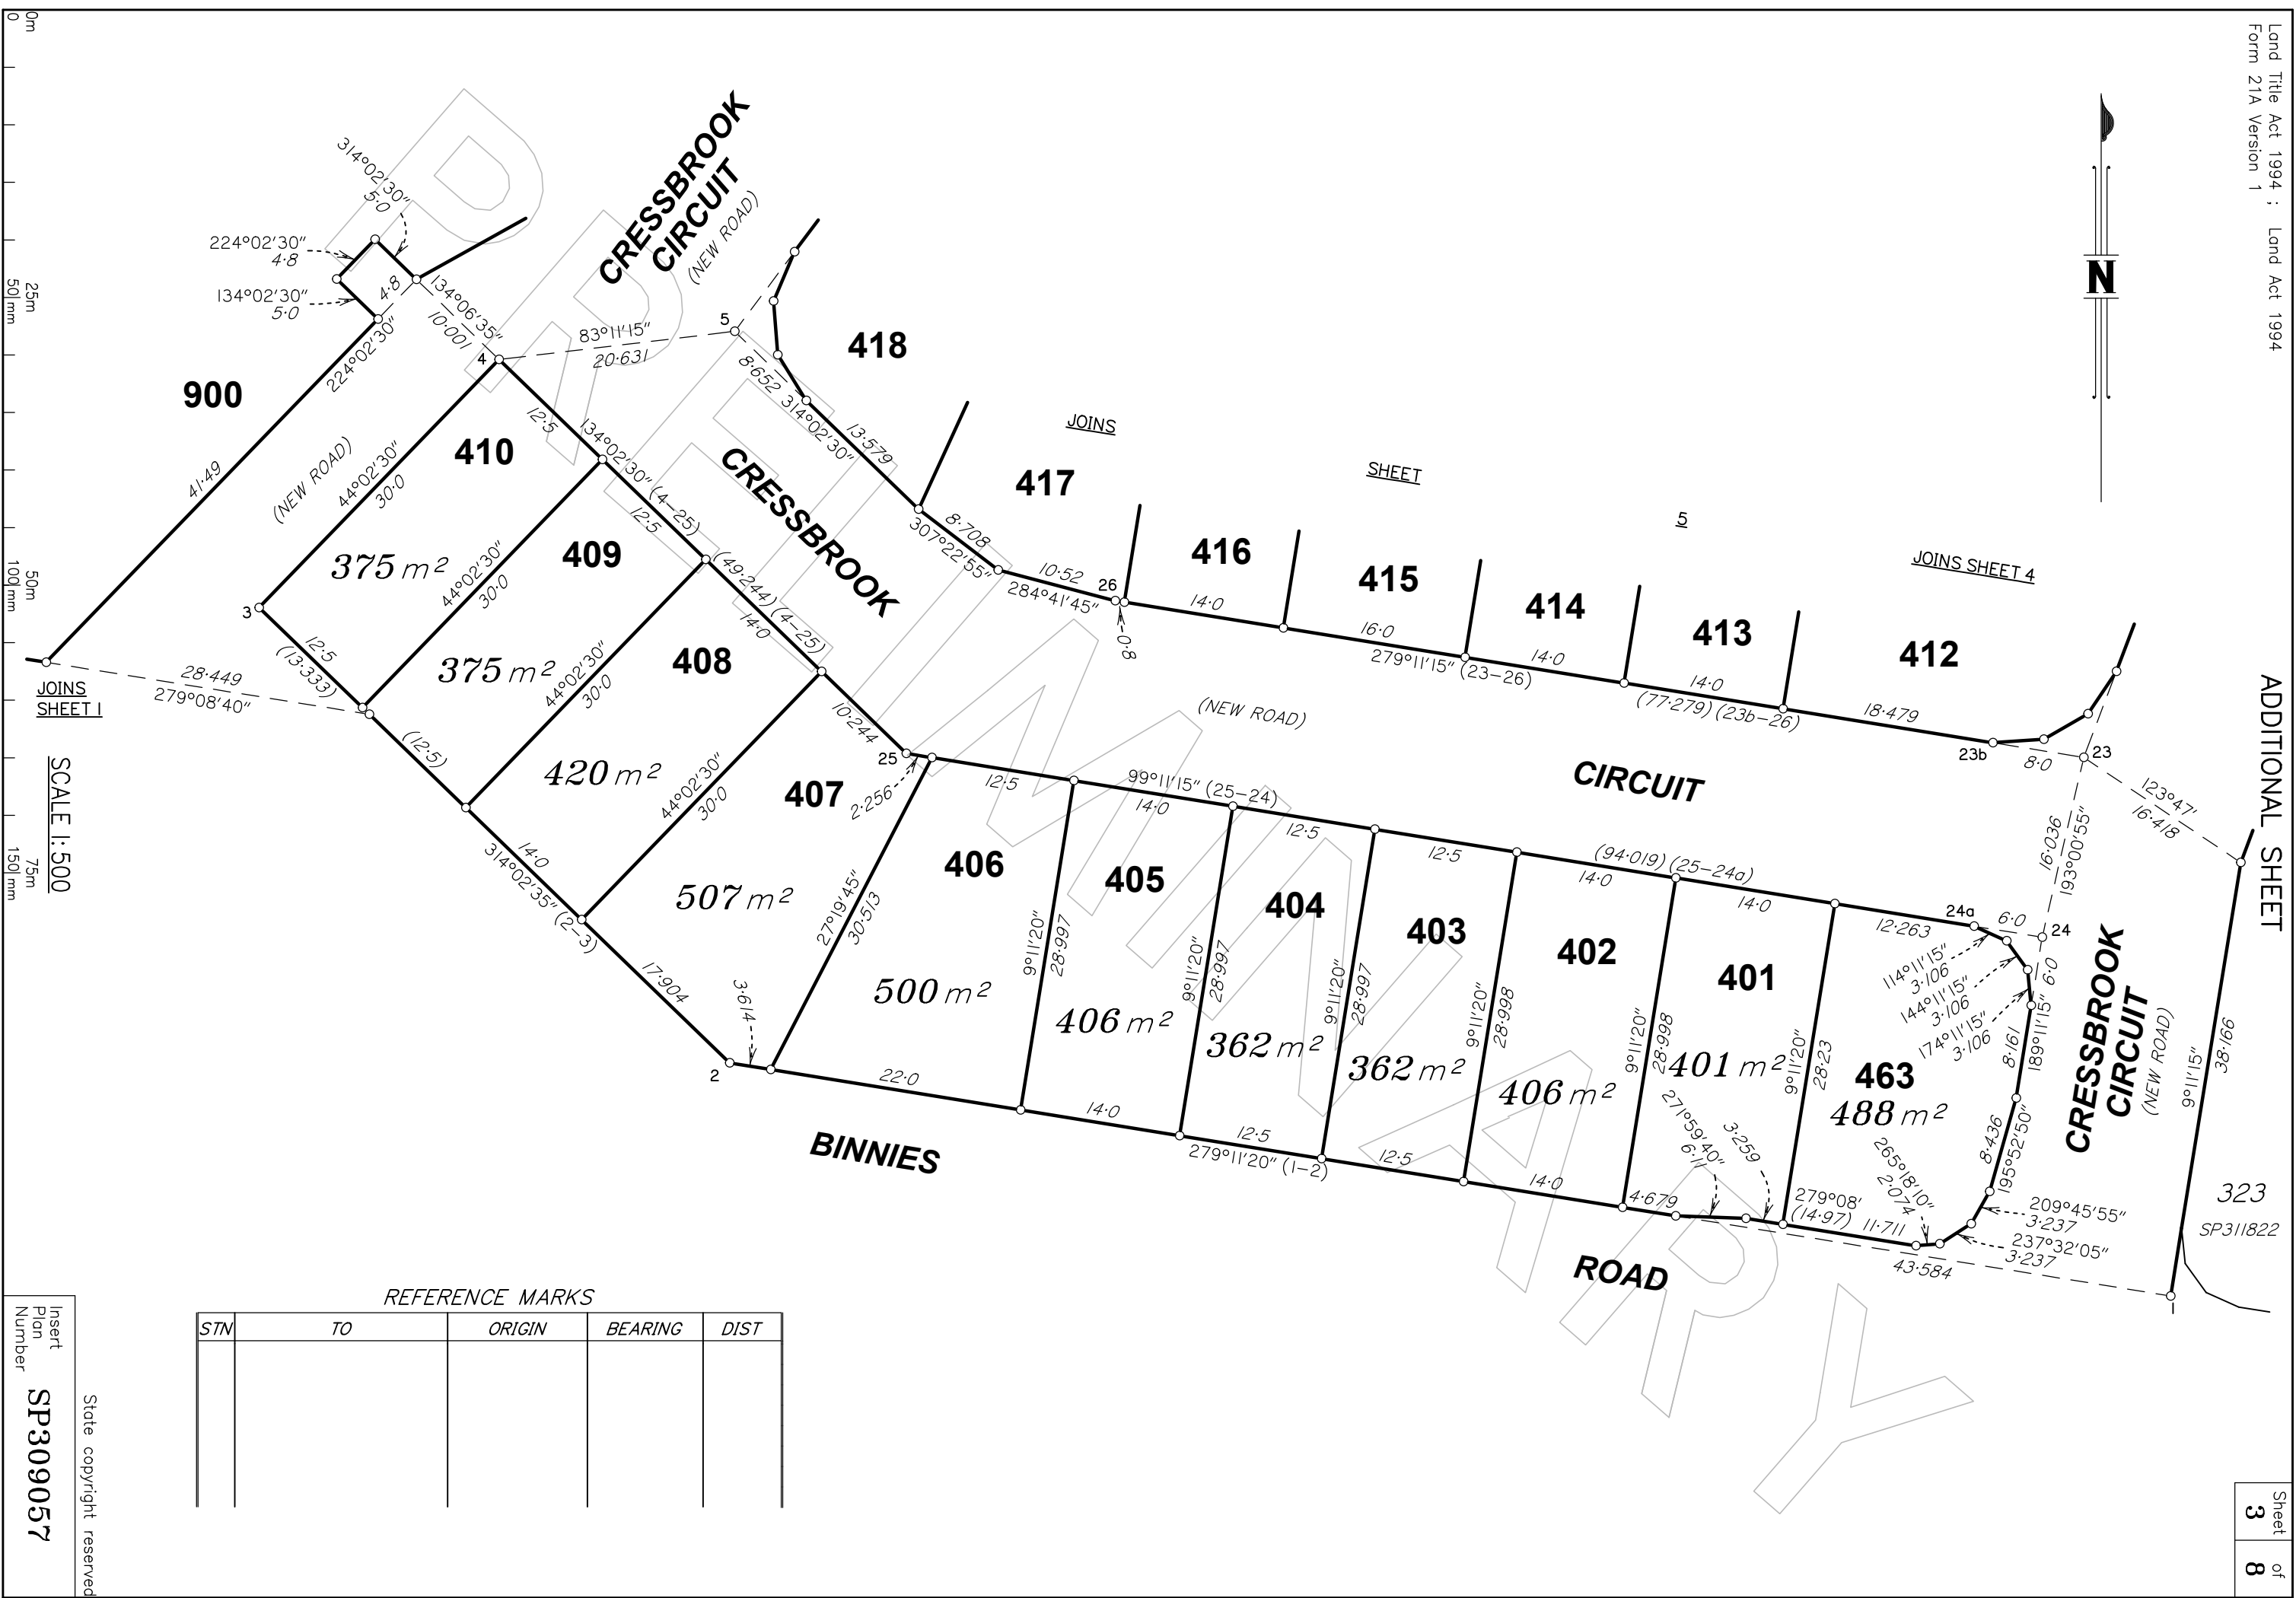 Land Title Act 1994 ; Land Act 1994
Form 21A Version 1
ADDITIONAL SHEET
Sheet 3 of 8
N
PRELIMINARY
0m
0
25m
50 mm
50m
100 mm
75m
150 mm
SCALE 1:500
CRESSBROOK
CIRCUIT
(NEW ROAD)
314°02'30"
5·0
224°02'30"
4·8
134°02'30"
5·0
4·8
134°06'35"
10·001
224°02'30"
900
41·49
(NEW ROAD)
4
83°11'15"
20·631
5
8·652
314°02'30"
13·579
418
JOINS
SHEET
5
JOINS SHEET 4
417
416
415
414
413
412
8·708
307°22'55"
10·52
284°41'45"
26
0·8
14·0
16·0
279°11'15" (23-26)
14·0
14·0
(77·279) (23b-26)
18·479
23b
8·0
23
123°47'
16·418
16·036
193°00'55"
410
375 m²
44°02'30"
30·0
12·5
134°02'30" (4-25)
409
375 m²
44°02'30"
30·0
12·5
(49·244) (4-25)
408
420 m²
44°02'30"
30·0
14·0
407
507 m²
44°02'30"
30·0
10·244
25
2·256
3
12·5
(13·333)
28·449
279°08'40"
JOINS
SHEET 1
(12·5)
14·0
314°02'35" (2-3)
17·904
2
3·614
CRESSBROOK
(NEW ROAD)
CIRCUIT
12·5
99°11'15" (25-24)
14·0
12·5
12·5
(94·019) (25-24a)
14·0
14·0
12·263
24a
6·0
24
406
500 m²
27°19'45"
30·513
22·0
405
406 m²
9°11'20"
28·997
14·0
404
362 m²
9°11'20"
28·997
12·5
279°11'20" (1-2)
403
362 m²
9°11'20"
28·997
12·5
402
406 m²
9°11'20"
28·998
14·0
401
401 m²
9°11'20"
28·998
4·679
271°59'40"
6·11
3·259
463
488 m²
9°11'20"
28·23
114°11'15"
3·106
144°11'15"
3·106
174°11'15"
3·106
6·0
189°11'15"
8·161
8·436
195°52'50"
209°45'55"
3·237
237°32'05"
3·237
265°18'10"
2·074
279°08'
(14·97)
11·711
43·584
CRESSBROOK
CIRCUIT
(NEW ROAD)
9°11'15"
38·166
323
SP311822
1
BINNIES
ROAD
REFERENCE MARKS
STN TO ORIGIN BEARING DIST
State copyright reserved
Insert
Plan
Number
SP309057